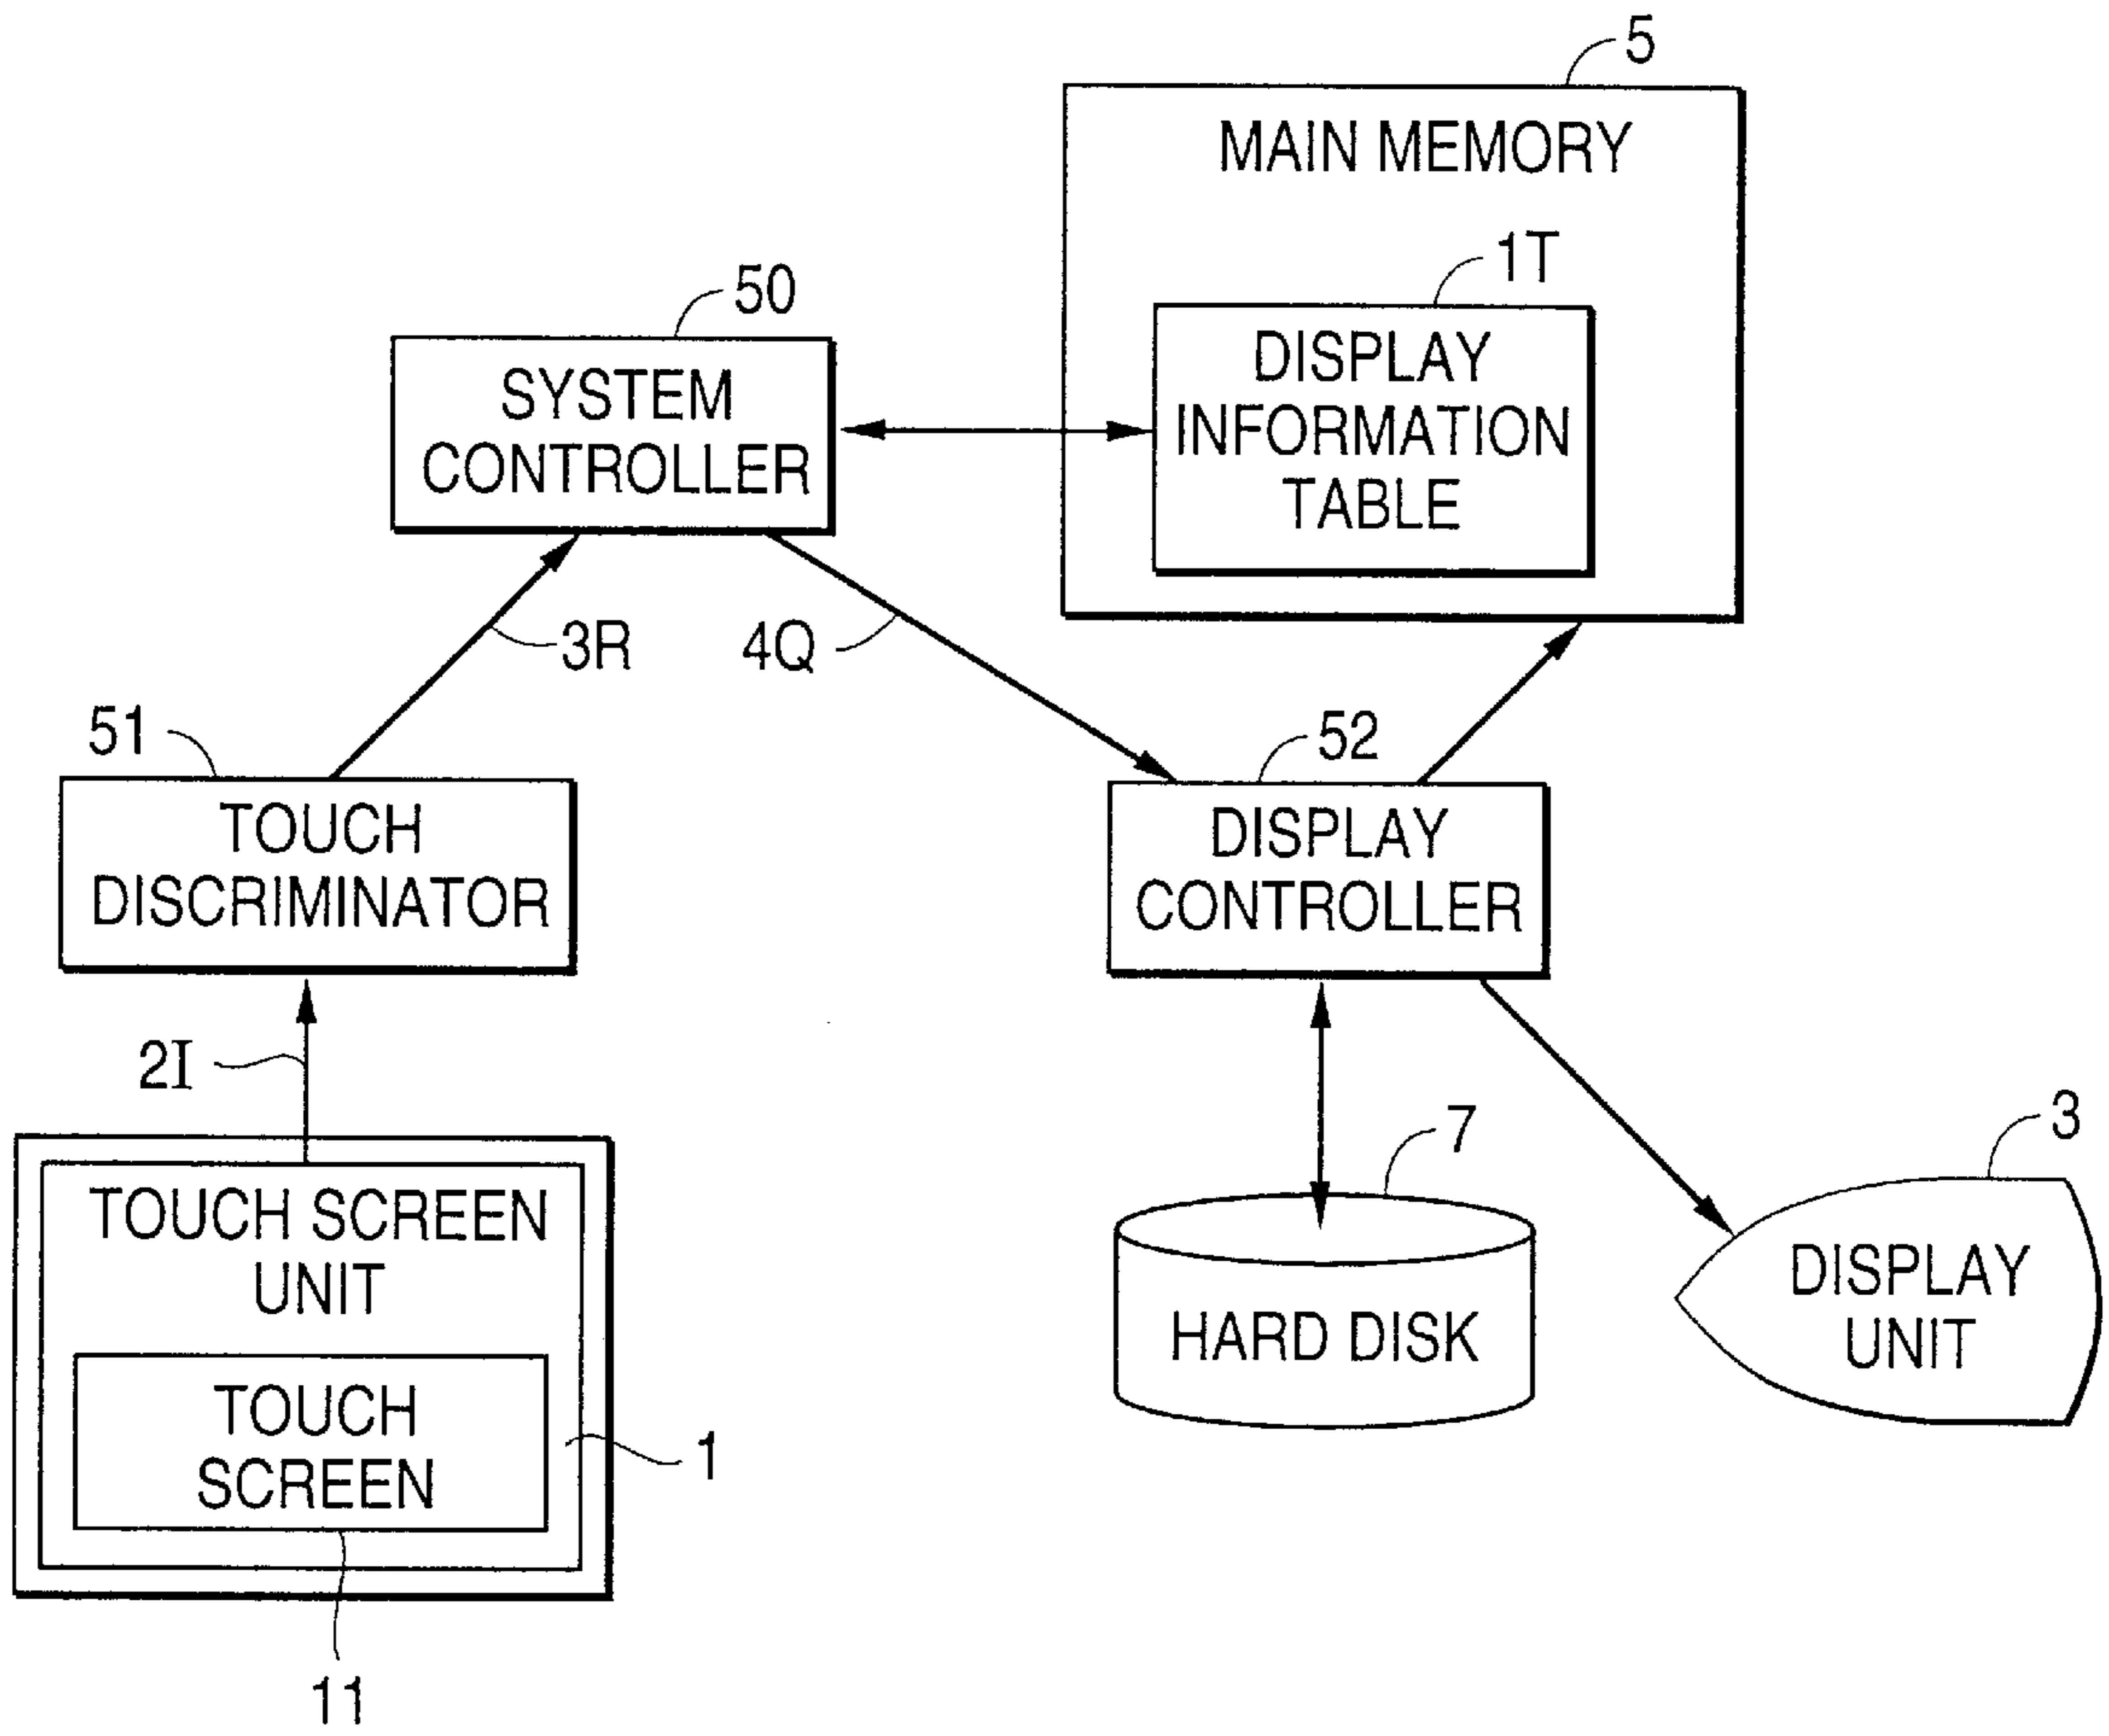 5
MAIN MEMORY
1T
DISPLAY
INFORMATION
TABLE
50
SYSTEM
CONTROLLER
3R
4Q
51
TOUCH
DISCRIMINATOR
52
DISPLAY
CONTROLLER
2I
TOUCH SCREEN
UNIT
TOUCH
SCREEN
1
11
7
HARD DISK
3
DISPLAY
UNIT